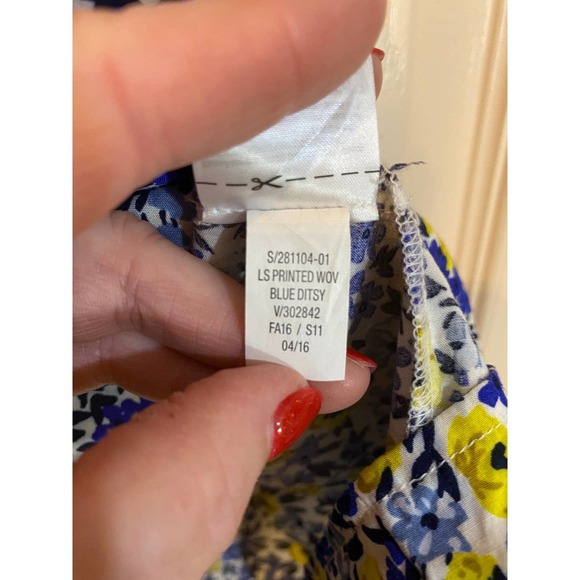 S/281104-01
LS PRINTED WOV
BLUE DITSY
V/302842
FA16 / S11
04/16